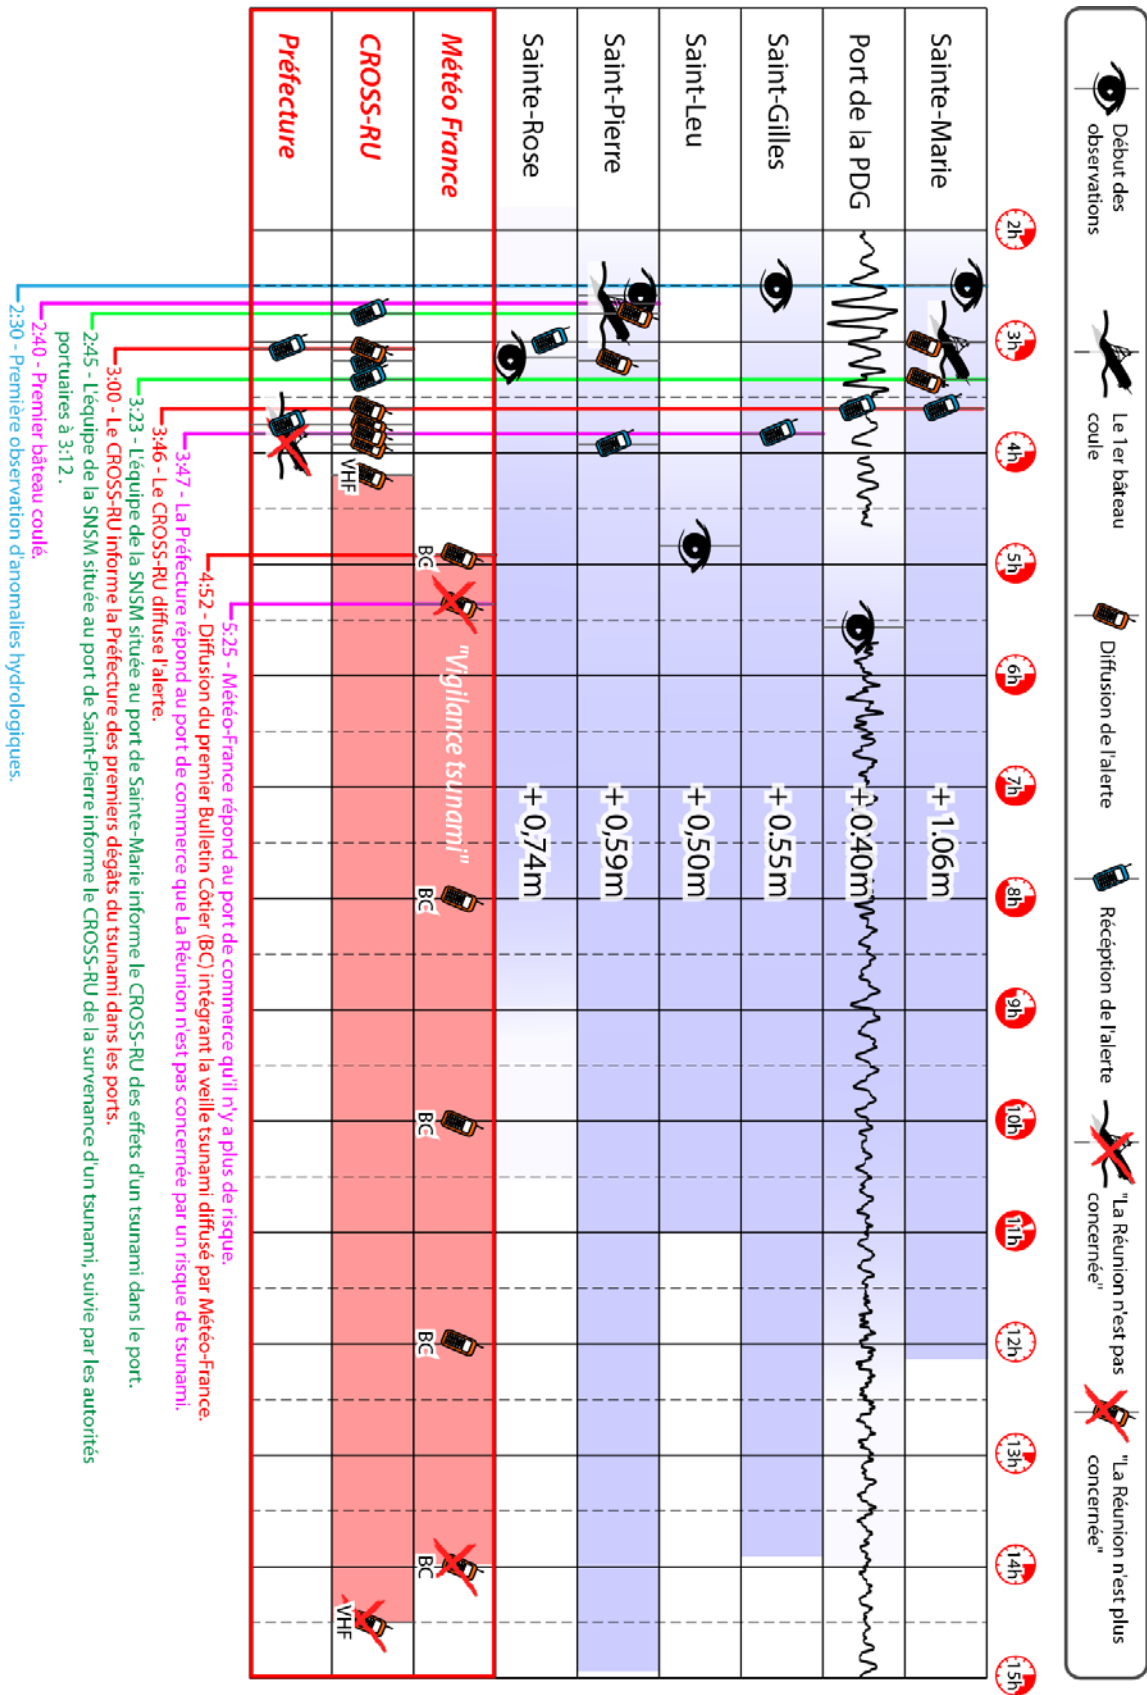 Début des
observations
Le 1er bâteau
coule
Diffusion de l'alerte
Récéption de l'alerte
"La Réunion n'est pas
concernée"
"La Réunion n'est plus
concernée"
2h
3h
4h
5h
6h
7h
8h
9h
10h
11h
12h
13h
14h
15h
Sainte-Marie
+ 1.06m
Port de la PDG
+ 0.40m
Saint-Gilles
+ 0.55m
Saint-Leu
+ 0,50m
Saint-Pierre
+ 0,59m
Sainte-Rose
+ 0,74m
Météo France
"Vigilance tsunami"
BC
BC
BC
BC
BC
CROSS-RU
VHF
VHF
Préfecture
5:25 - Météo-France répond au port de commerce qu'il n'y a plus de risque.
4:52 - Diffusion du premier Bulletin Côtier (BC) intégrant la veille tsunami diffusé par Météo-France.
3:47 - La Préfecture répond au port de commerce que La Réunion n'est pas concernée par un risque de tsunami.
3:46 - Le CROSS-RU diffuse l'alerte.
3:23 - L'équipe de la SNSM située au port de Sainte-Marie informe le CROSS-RU des effets d'un tsunami dans le port.
3:00 - Le CROSS-RU informe la Préfecture des premiers dégâts du tsunami dans les ports.
2:45 - L'équipe de la SNSM située au port de Saint-Pierre informe le CROSS-RU de la survenance d'un tsunami, suivie par les autorités
portuaires à 3:12 .
2:40 - Premier bâteau coulé.
2:30 - Première observation d'anomalies hydrologiques.